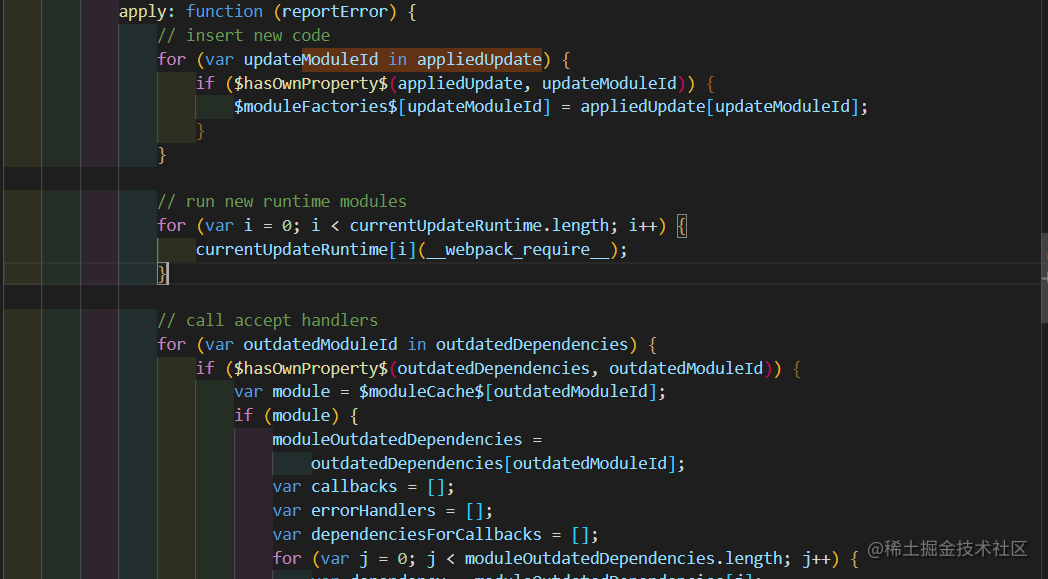 apply: function (reportError) {
// insert new code
for (var updateModuleId in appliedUpdate) {
if ($hasOwnProperty$(appliedUpdate, updateModuleId)) {
$moduleFactories$[updateModuleId] = appliedUpdate[updateModuleId];
}
}
// run new runtime modules
for (var i = 0; i < currentUpdateRuntime.length; i++) {
currentUpdateRuntime[i](__webpack_require__);
}
// call accept handlers
for (var outdatedModuleId in outdatedDependencies) {
if ($hasOwnProperty$(outdatedDependencies, outdatedModuleId)) {
var module = $moduleCache$[outdatedModuleId];
if (module) {
moduleOutdatedDependencies =
outdatedDependencies[outdatedModuleId];
var callbacks = [];
var errorHandlers = [];
var dependenciesForCallbacks = [];
for (var j = 0; j < moduleOutdatedDependencies.length; j++) {
@稀土掘金技术社区